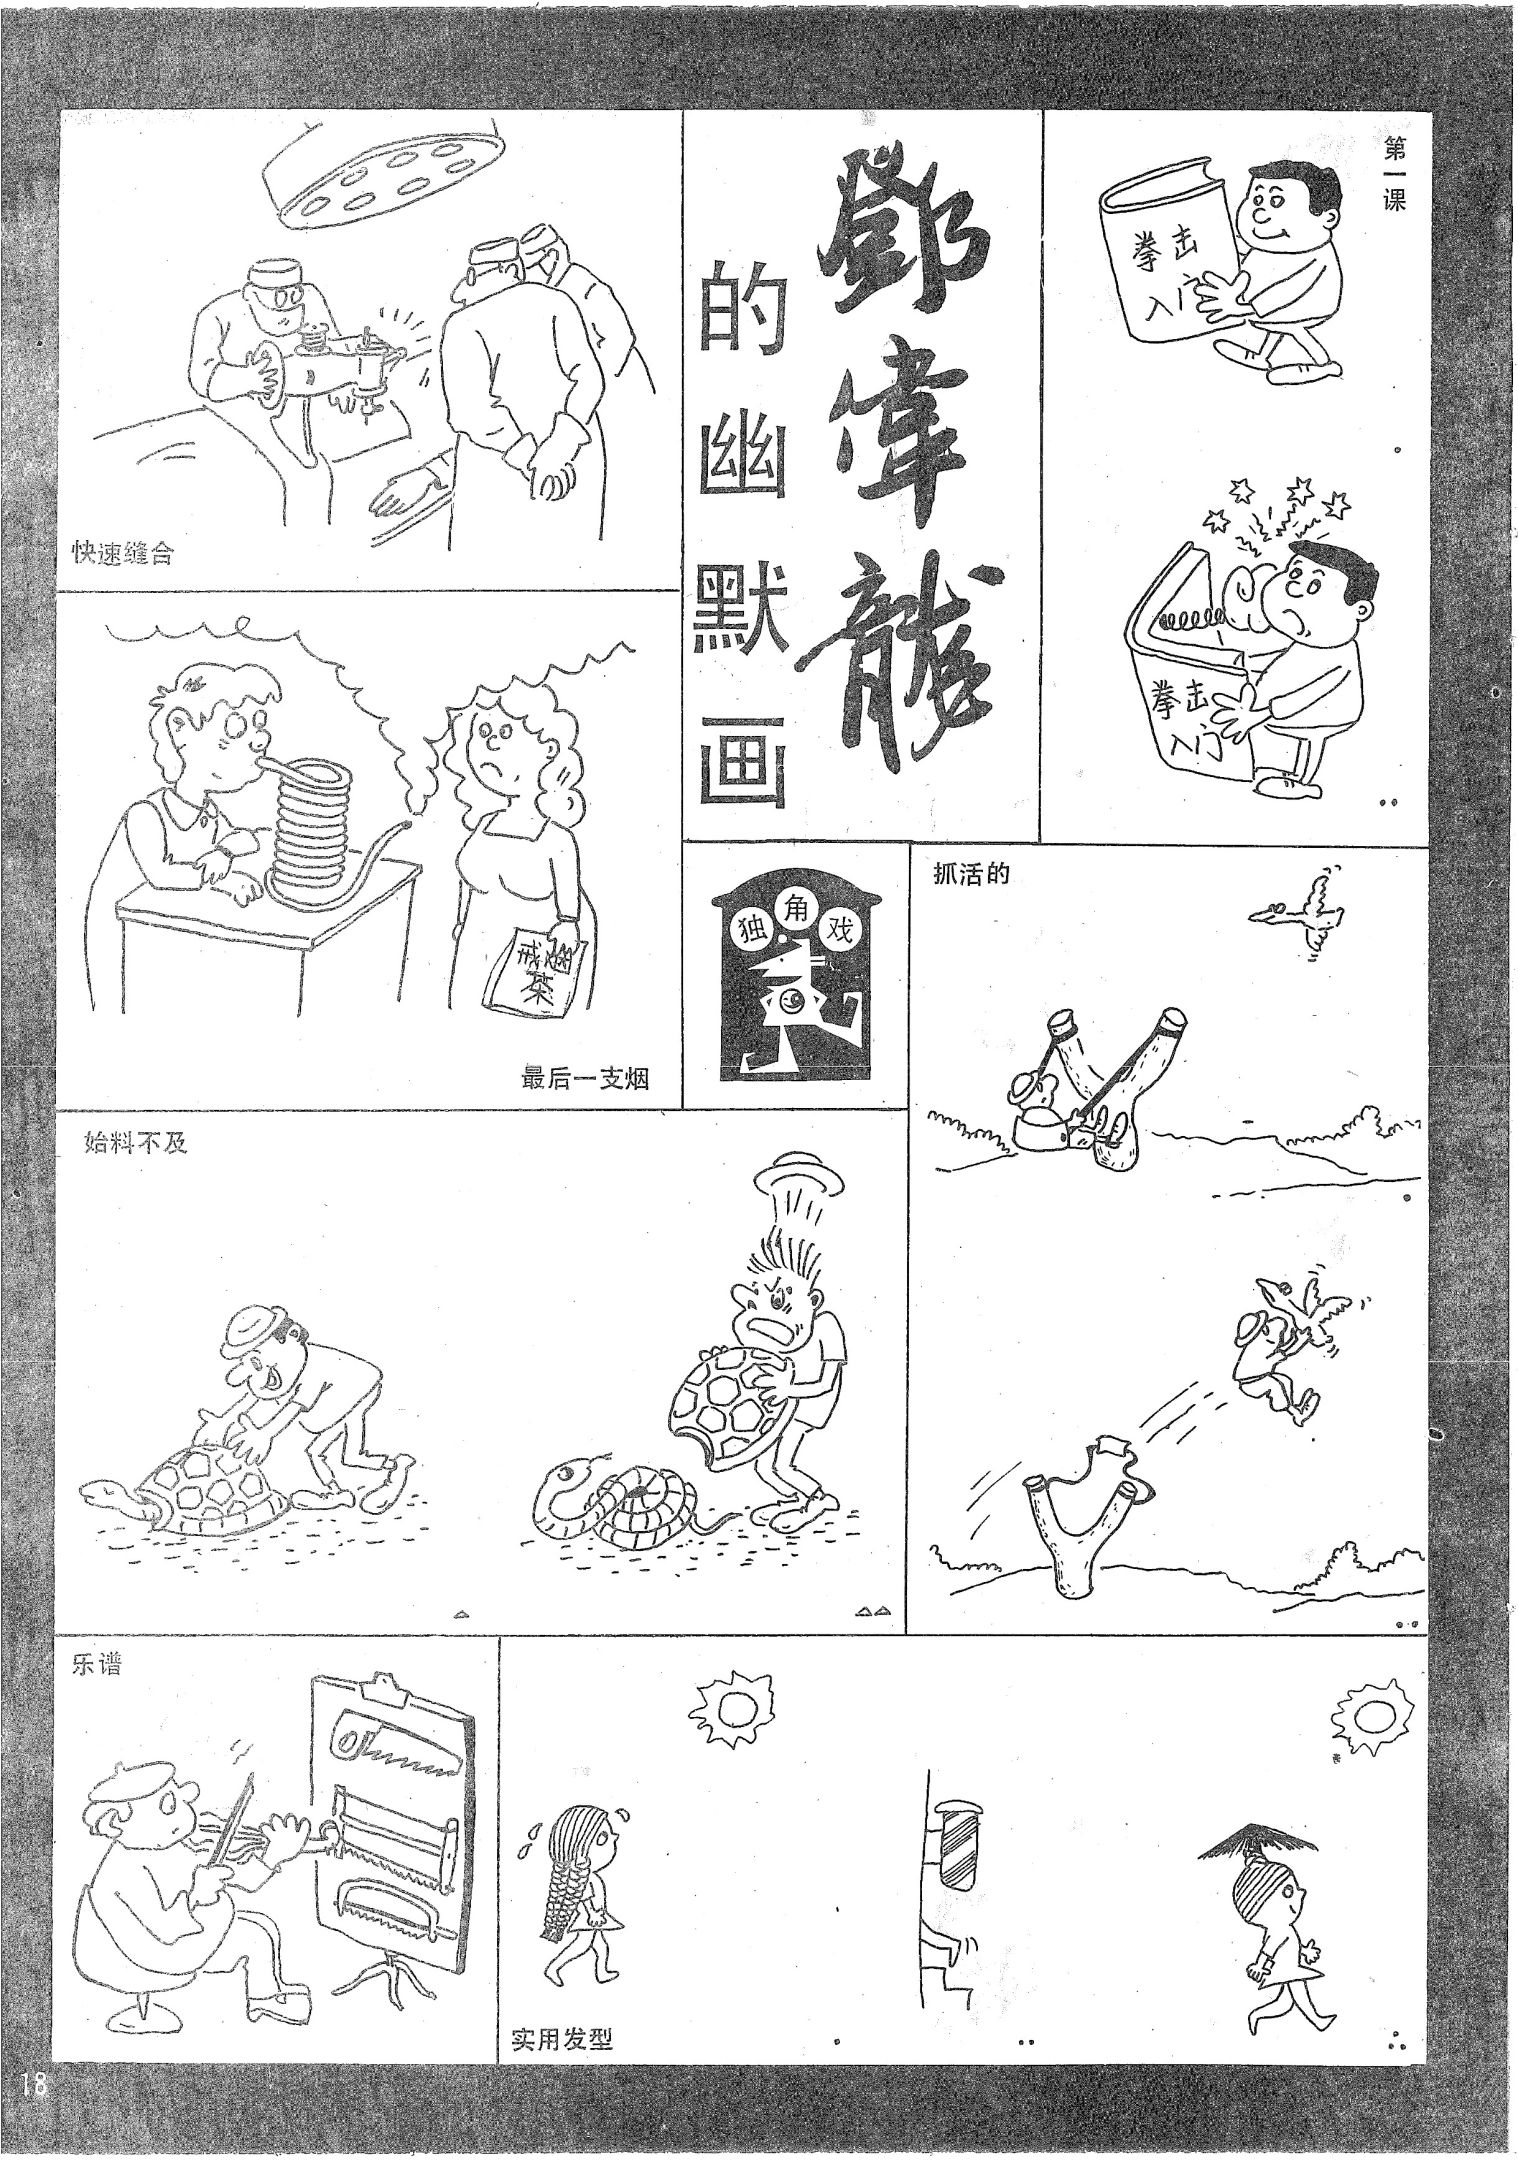 鄧偉龍
的幽默画
第一课
拳击
入门
拳击
入门
快速缝合
戒烟
茶
最后一支烟
独角戏
抓活的
始料不及
乐谱
实用发型
18